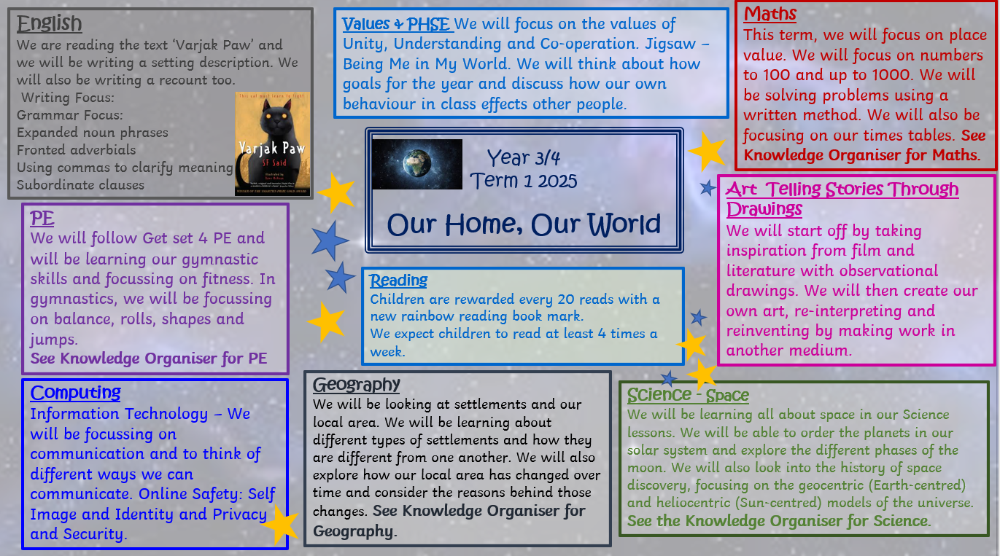 English
We are reading the text ‘Varjak Paw’ and
we will be writing a setting description. We
will also be writing a recount too.
Writing Focus:
Grammar Focus:
Expanded noun phrases
Fronted adverbials
Using commas to clarify meaning
Subordinate clauses
This cat must learn to fight
Varjak Paw
SF Said
Illustrated by
Dave McKean
WINNER OF THE SMARTIES PRIZE GOLD AWARD
Values & PHSE We will focus on the values of
Unity, Understanding and Co-operation. Jigsaw –
Being Me in My World. We will think about how
goals for the year and discuss how our own
behaviour in class effects other people.
Maths
This term, we will focus on place
value. We will focus on numbers
to 100 and up to 1000. We will
be solving problems using a
written method. We will also be
focusing on our times tables. See
Knowledge Organiser for Maths.
Year 3/4
Term 1 2025
Our Home, Our World
PE
We will follow Get set 4 PE and
will be learning our gymnastic
skills and focussing on fitness. In
gymnastics, we will be focussing
on balance, rolls, shapes and
jumps.
See Knowledge Organiser for PE
Reading
Children are rewarded every 20 reads with a
new rainbow reading book mark.
We expect children to read at least 4 times a
week.
Art Telling Stories Through
Drawings
We will start off by taking
inspiration from film and
literature with observational
drawings. We will then create our
own art, re-interpreting and
reinventing by making work in
another medium.
Computing
Information Technology – We
will be focussing on
communication and to think of
different ways we can
communicate. Online Safety: Self
Image and Identity and Privacy
and Security.
Geography
We will be looking at settlements and our
local area. We will be learning about
different types of settlements and how they
are different from one another. We will also
explore how our local area has changed over
time and consider the reasons behind those
changes. See Knowledge Organiser for
Geography.
Science - Space
We will be learning all about space in our Science
lessons. We will be able to order the planets in our
solar system and explore the different phases of the
moon. We will also look into the history of space
discovery, focusing on the geocentric (Earth-centred)
and heliocentric (Sun-centred) models of the universe.
See the Knowledge Organiser for Science.